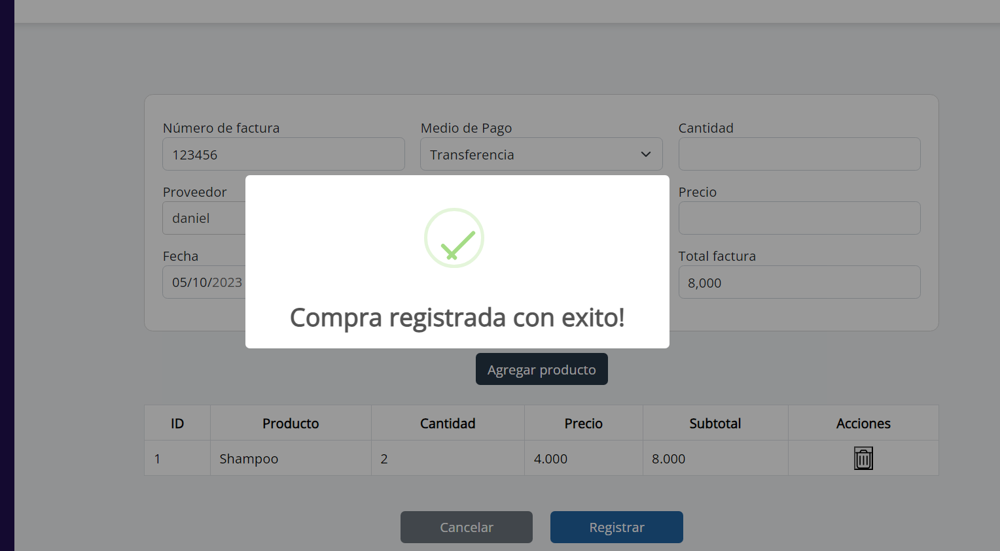 Número de factura
Medio de Pago
Cantidad
123456
Transferencia
Proveedor
Precio
daniel
Fecha
Total factura
05/10/2023
8,000
Compra registrada con exito!
Agregar producto
ID Producto Cantidad Precio Subtotal Acciones
1 Shampoo 2 4.000 8.000
Cancelar
Registrar